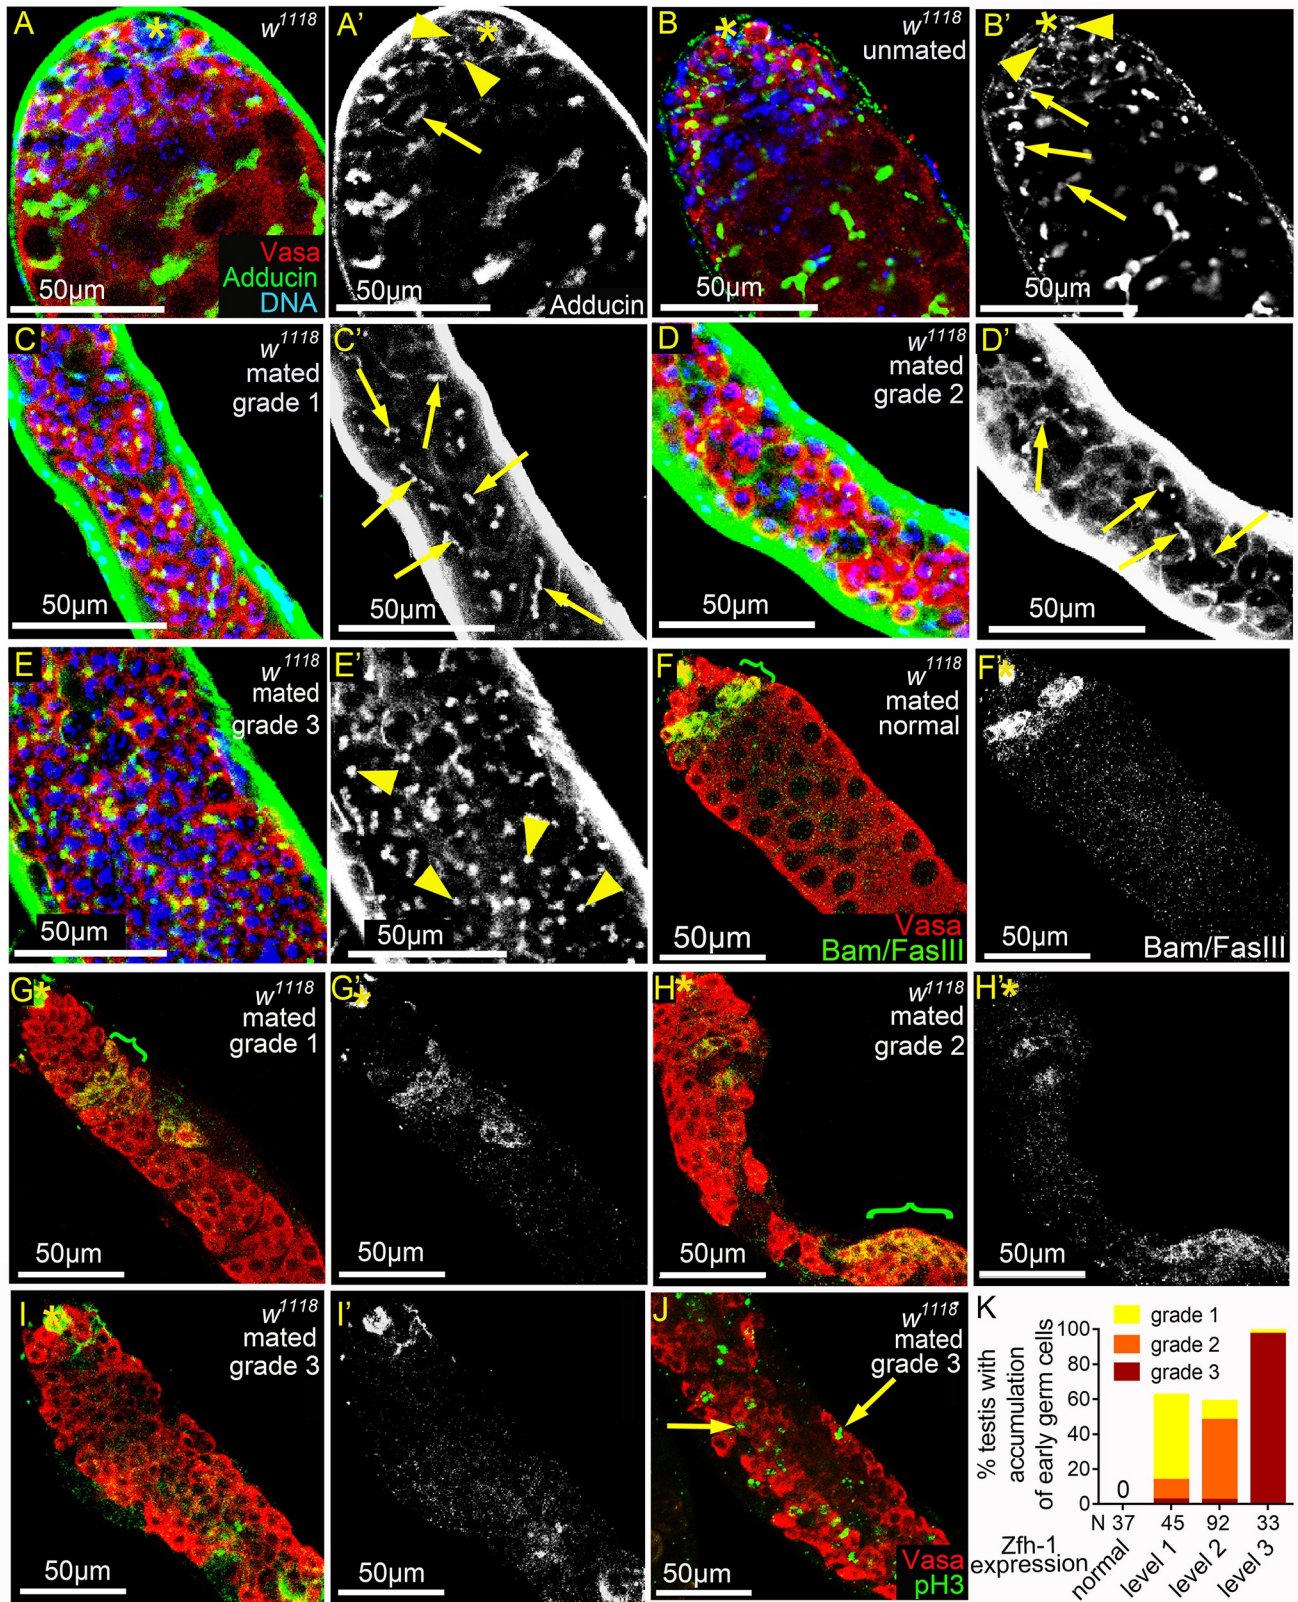 A
*
w1118
Vasa
Adducin
DNA
50µm
A'
*
50µm
Adducin
B
*
w1118
unmated
50µm
B'
*
50µm
C
w1118
mated
grade 1
50µm
C'
50µm
D
w1118
mated
grade 2
50µm
D'
50µm
E
w1118
mated
grade 3
50µm
E'
50µm
F
w1118
mated
normal
50µm
Vasa
Bam/FasIII
F'*
50µm
Bam/FasIII
G*
w1118
mated
grade 1
50µm
G'*
50µm
H*
w1118
mated
grade 2
50µm
H'*
50µm
I*
w1118
mated
grade 3
50µm
I'
50µm
J
w1118
mated
grade 3
50µm
Vasa
pH3
K
grade 1
grade 2
grade 3
% testis with
accumulation
of early germ cells
100
80
60
40
20
0
0
N 37 45 92 33
Zfh-1
expression
normal
level 1
level 2
level 3